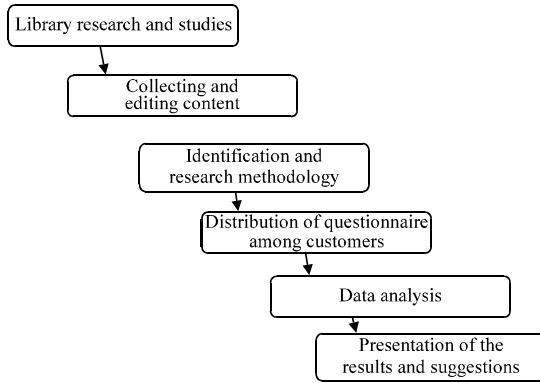 Library research and studies
Collecting and
editing content
Identification and
research methodology
Distribution of questionnaire
among customers
Data analysis
Presentation of the
results and suggestions